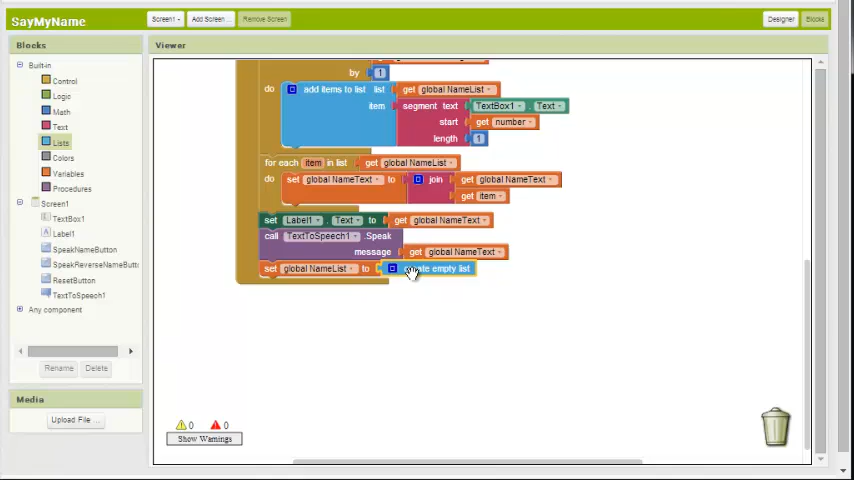 SayMyName
Screen1
Add Screen ...
Remove Screen
Designer
Blocks
Blocks
Viewer
Built-in
Control
Logic
Math
Text
Lists
Colors
Variables
Procedures
Screen1
TextBox1
Label1
SpeakNameButton
SpeakReverseNameButt
ResetButton
TextToSpeech1
Any component
Rename
Delete
Media
Upload File ...
by 1
do add items to list list get global NameList
item segment text TextBox1 . Text
start get number
length 1
for each item in list get global NameList
do set global NameText to join get global NameText
get item
set Label1 . Text to get global NameText
call TextToSpeech1 .Speak
message get global NameText
set global NameList to create empty list
0 0
Show Warnings